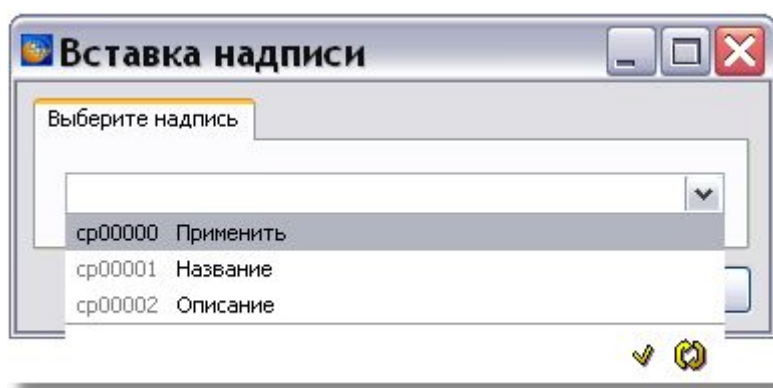 Вставка надписи
Выберите надпись
cp00000 Применить
cp00001 Название
cp00002 Описание